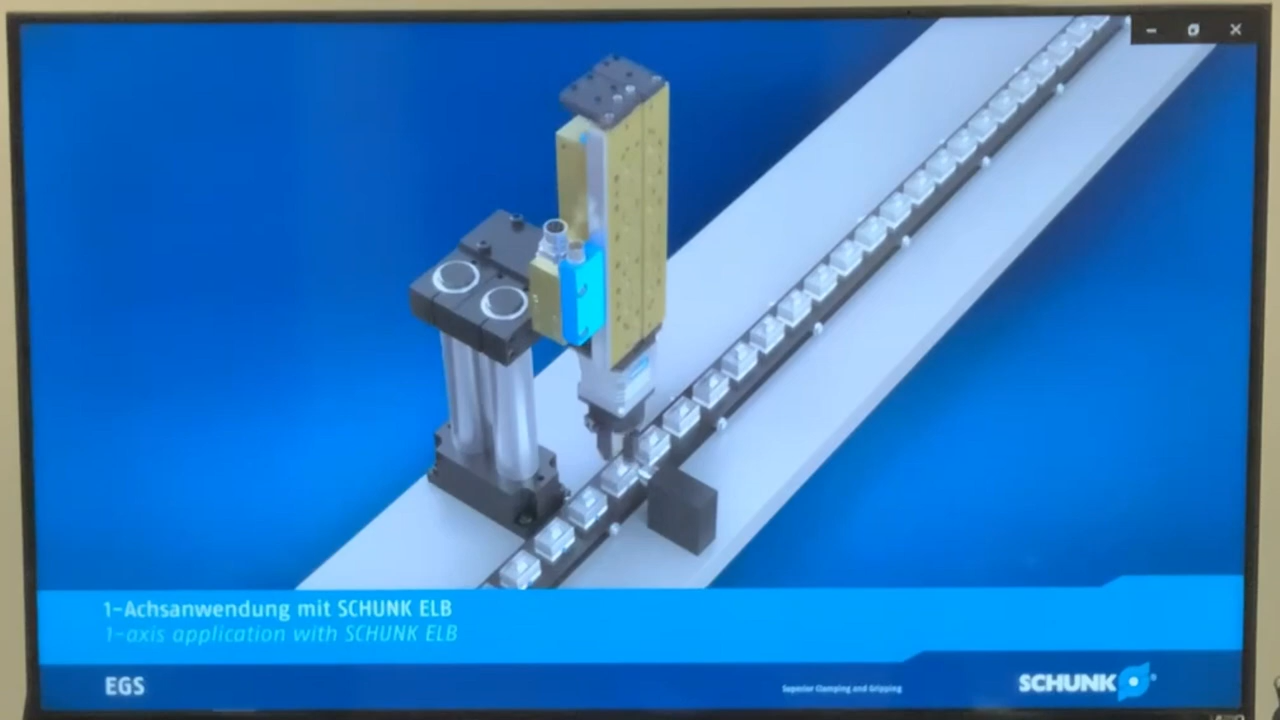 1-Achsanwendung mit SCHUNK ELB
1-axis application with SCHUNK ELB
EGS
Superior Clamping and Gripping
SCHUNK